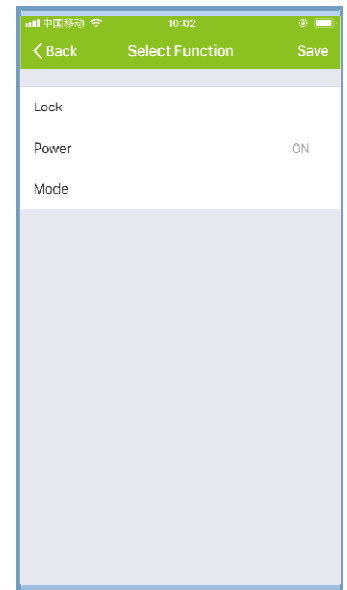 中国移动 10:02
Back Select Function Save
Lock
Power ON
Mode